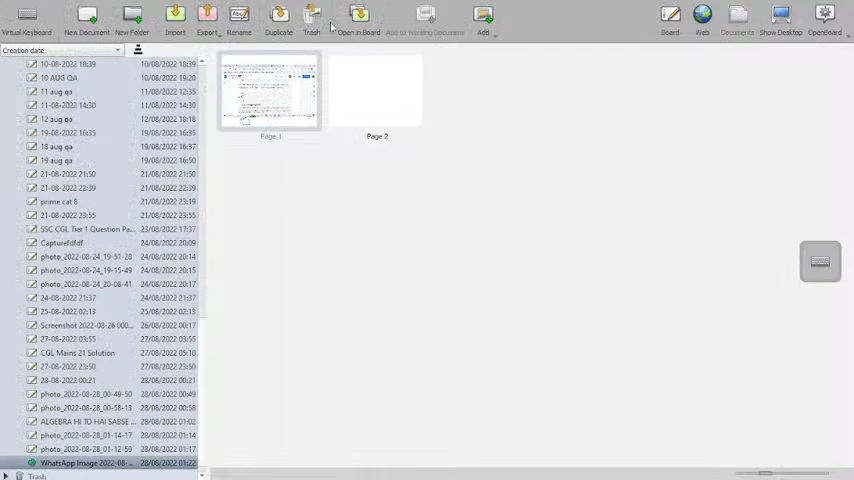 Virtual Keyboard
New Document
New Folder
Import
Export
Rename
Duplicate
Trash
Open in Board
Add to Working Document
Add
Board
Web
Documents
Show Desktop
OpenBoard
Creation date
10-08-2022 18:39 10/08/2022 18:39
10 AUG QA 10/08/2022 19:20
11 aug qa 11/08/2022 12:35
11-08-2022 14:30 11/08/2022 14:30
12 aug qa 12/08/2022 18:18
19-08-2022 16:35 19/08/2022 16:35
18 aug qa 19/08/2022 16:37
19 aug qa 19/08/2022 16:50
21-08-2022 21:50 21/08/2022 21:50
21-08-2022 22:39 21/08/2022 22:39
prime cat 8 21/08/2022 23:19
21-08-2022 23:55 21/08/2022 23:55
SSC CGL Tier 1 Question Pa... 23/08/2022 17:37
Capturefdfdf 24/08/2022 20:09
photo_2022-08-24_19-51-28 24/08/2022 20:14
photo_2022-08-24_19-15-49 24/08/2022 20:15
photo_2022-08-24_20-08-41 24/08/2022 20:17
24-08-2022 21:37 24/08/2022 21:37
25-08-2022 02:13 25/08/2022 02:13
Screenshot 2022-08-26 000... 26/08/2022 00:17
27-08-2022 03:55 27/08/2022 03:55
CGL Mains 21 Solution 27/08/2022 05:18
27-08-2022 23:50 27/08/2022 23:50
28-08-2022 00:21 28/08/2022 00:21
photo_2022-08-28_00-49-50 28/08/2022 00:49
photo_2022-08-28_00-58-13 28/08/2022 00:58
ALGEBRA HI TO HAI SABSE ... 28/08/2022 01:02
photo_2022-08-28_01-14-17 28/08/2022 01:14
photo_2022-08-28_01-12-59 28/08/2022 01:17
WhatsApp Image 2022-08-... 28/08/2022 01:22
Trash
Page 1
Page 2